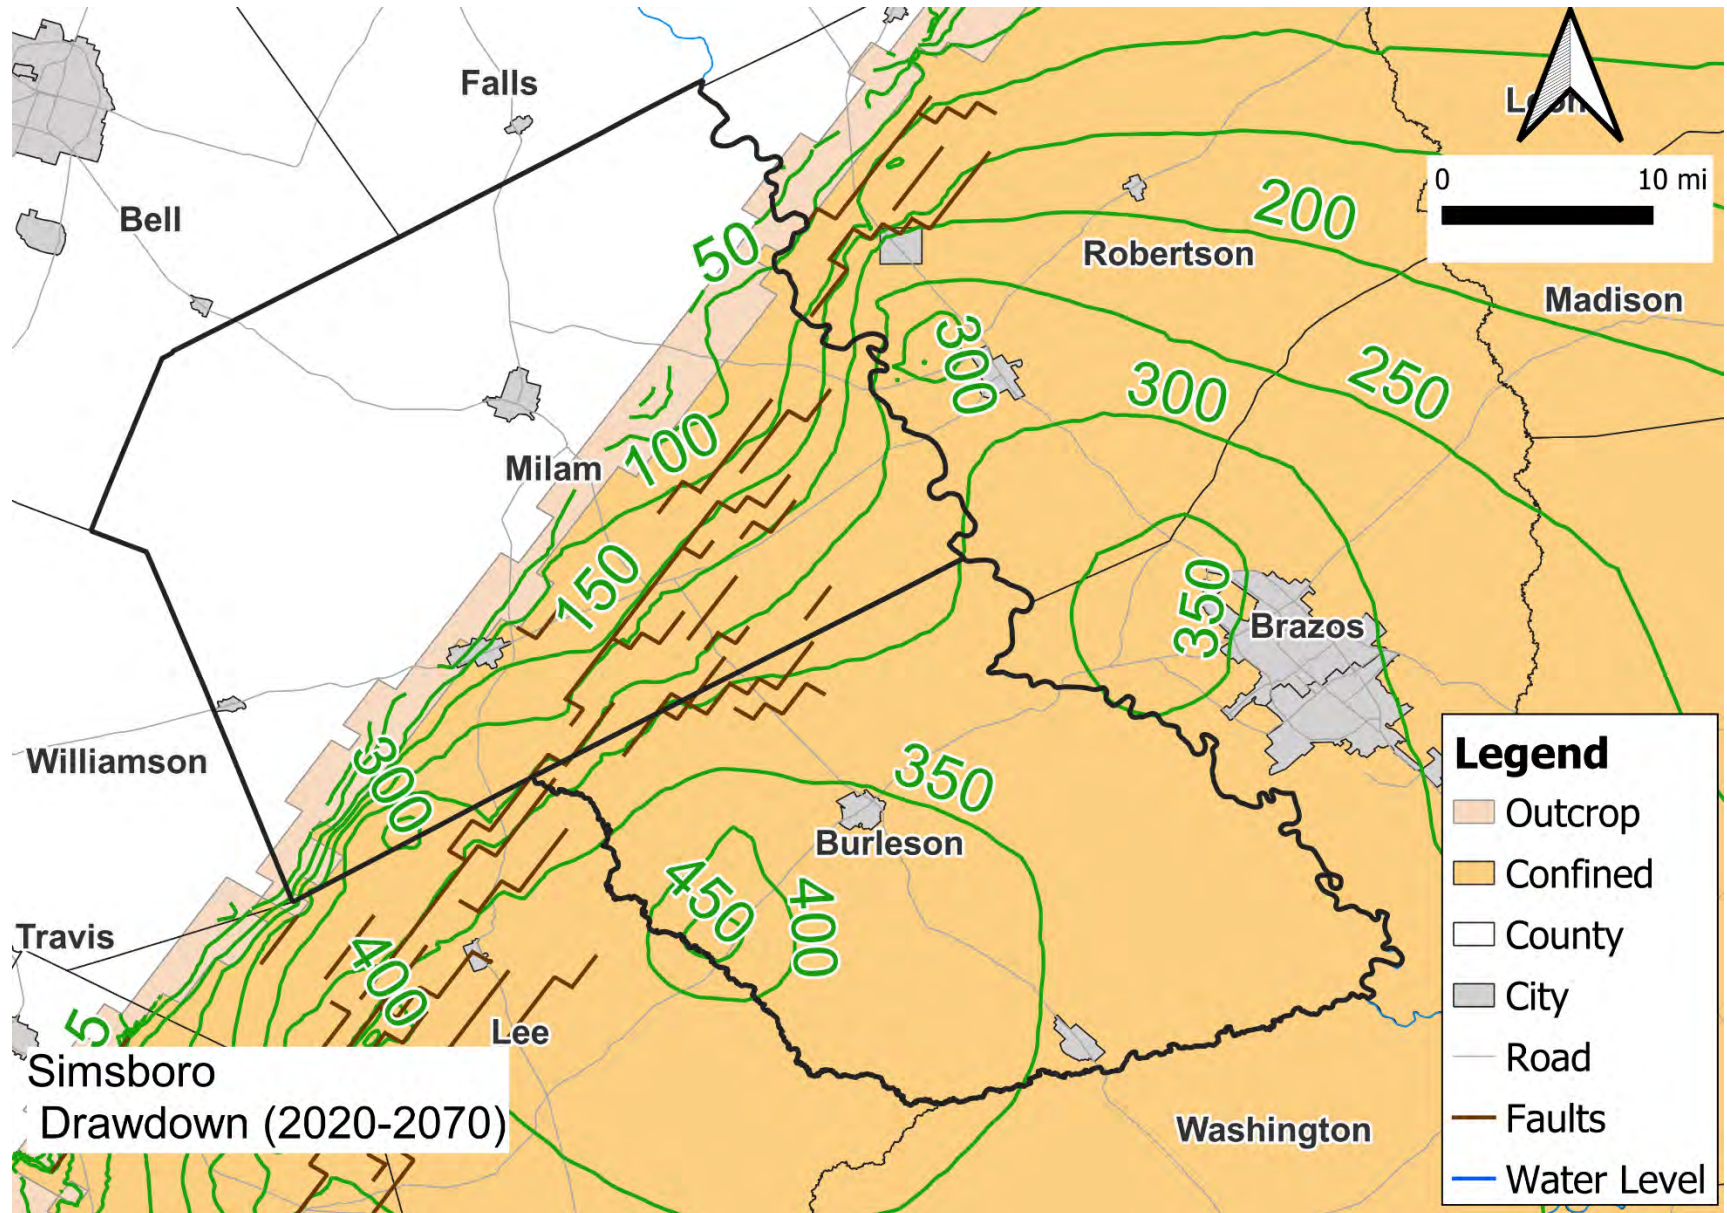 Falls
Leon
0 10 mi
Bell
200
50
Robertson
Madison
300
250
300
100
Milam
150
350
Brazos
Williamson
300
350
Burleson
450
400
Travis
400
5
Lee
Washington
Simsboro
Drawdown (2020-2070)
Legend
Outcrop
Confined
County
City
Road
Faults
Water Level